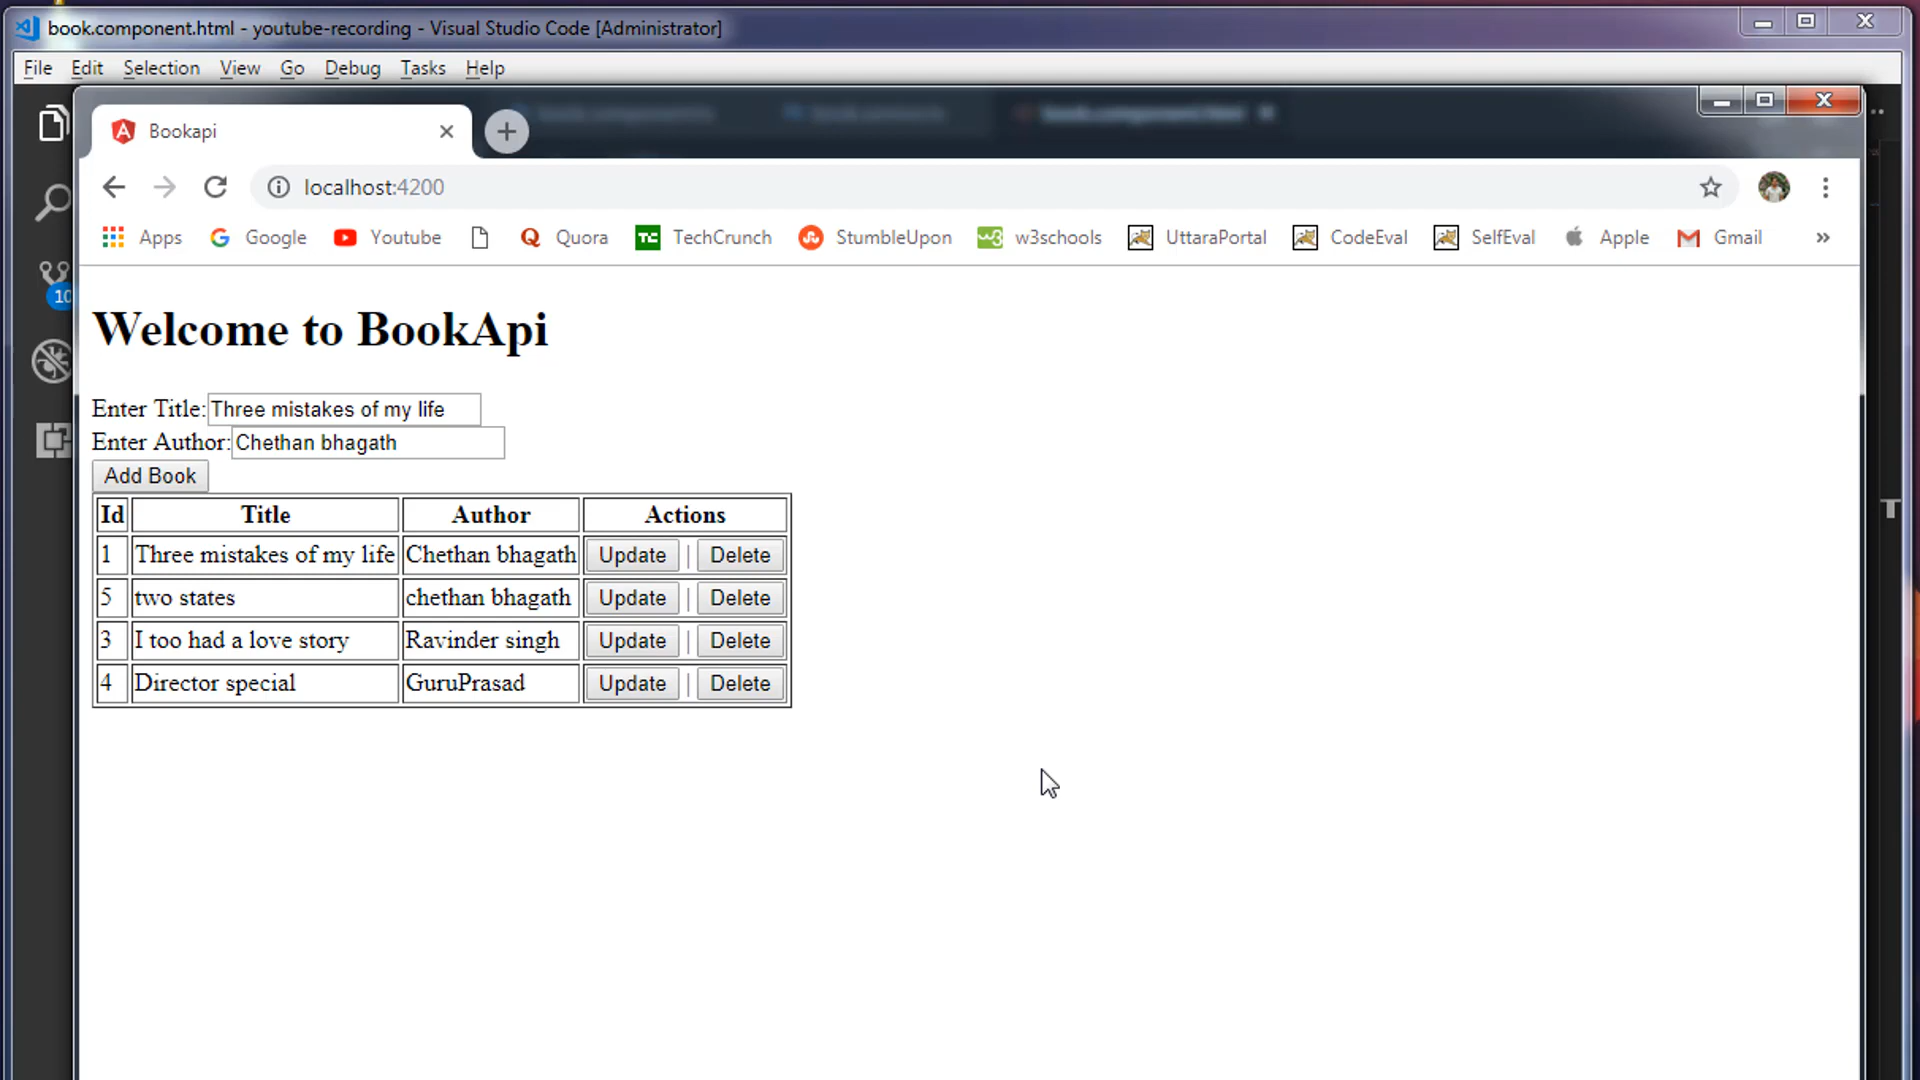 book.component.html - youtube-recording - Visual Studio Code [Administrator]
File Edit Selection View Go Debug Tasks Help
book.component.html
Bookapi
localhost:4200
Apps Google Youtube Quora TechCrunch StumbleUpon w3schools UttaraPortal CodeEval SelfEval Apple Gmail »
10
Welcome to BookApi
Enter Title: Three mistakes of my life
Enter Author: Chethan bhagath
Add Book
Id Title Author Actions
1 Three mistakes of my life Chethan bhagath Update | Delete
5 two states chethan bhagath Update | Delete
3 I too had a love story Ravinder singh Update | Delete
4 Director special GuruPrasad Update | Delete